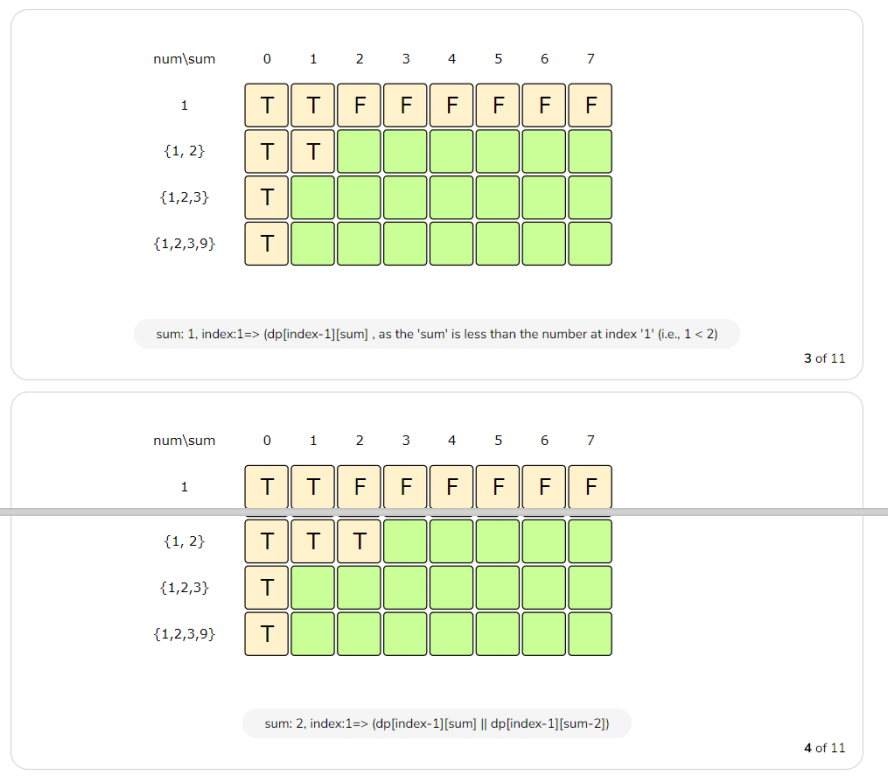 num\sum 0 1 2 3 4 5 6 7
1 T T F F F F F F
{1, 2} T T
{1,2,3} T
{1,2,3,9} T
sum: 1, index:1=> (dp[index-1][sum] , as the 'sum' is less than the number at index '1' (i.e., 1 < 2)
3 of 11
num\sum 0 1 2 3 4 5 6 7
1 T T F F F F F F
{1, 2} T T T
{1,2,3} T
{1,2,3,9} T
sum: 2, index:1=> (dp[index-1][sum] || dp[index-1][sum-2])
4 of 11